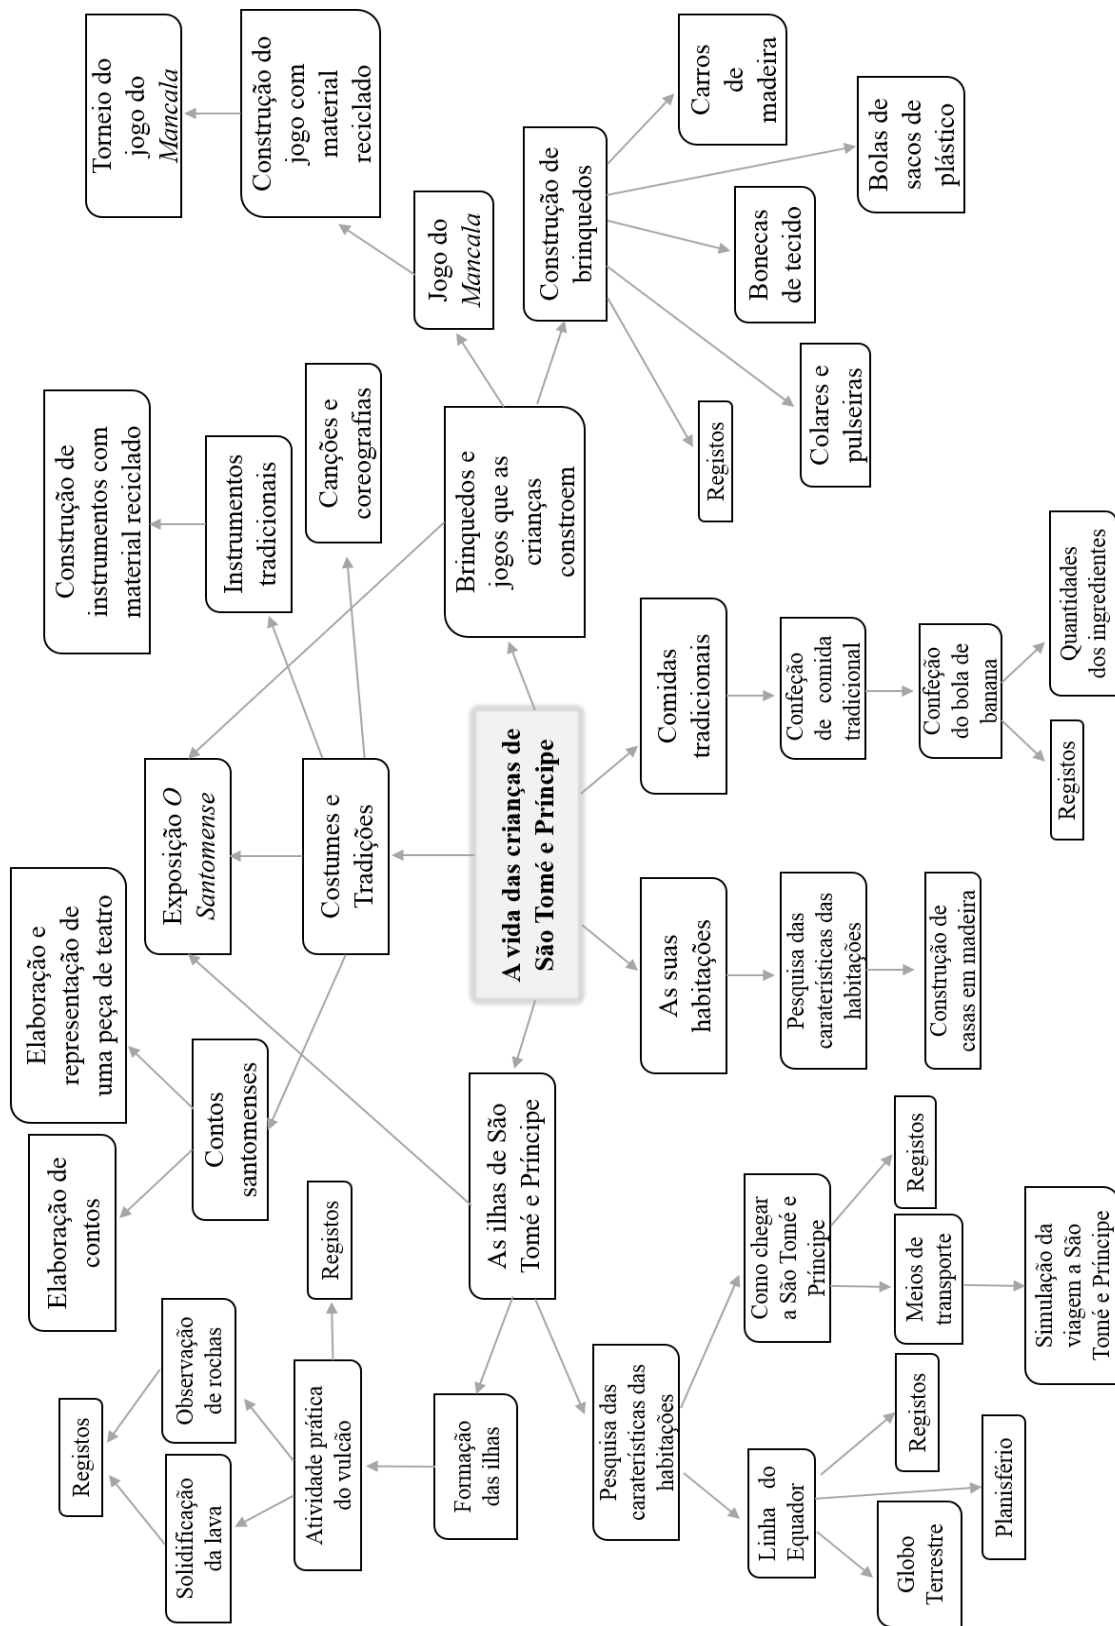 Elaboração de
contos
Elaboração e
representação de
uma peça de teatro
Contos
santomenses
Exposição O
Santomense
Costumes e
Tradições
Construção de
instrumentos com
material reciclado
Instrumentos
tradicionais
Canções e
coreografias
Torneio do
jogo do
Mancala
Construção do
jogo com
material
reciclado
Jogo do
Mancala
Brinquedos e
jogos que as
crianças
constroem
Construção de
brinquedos
Registos
Colares e
pulseiras
Bonecas
de tecido
Bolas de
sacos de
plástico
Carros
de
madeira
A vida das crianças de
São Tomé e Príncipe
Registos
Solidificação
da lava
Observação
de rochas
Atividade prática
do vulcão
Registos
Formação
das ilhas
As ilhas de São
Tomé e Príncipe
Pesquisa das
caraterísticas das
habitações
Linha do
Equador
Globo
Terrestre
Planisfério
Registos
Como chegar
a São Tomé e
Príncipe
Meios de
transporte
Registos
Simulação da
viagem a São
Tomé e Príncipe
As suas
habitações
Pesquisa das
caraterísticas das
habitações
Construção de
casas em madeira
Comidas
tradicionais
Confeção
de comida
tradicional
Confeção
do bola de
banana
Registos
Quantidades
dos ingredientes